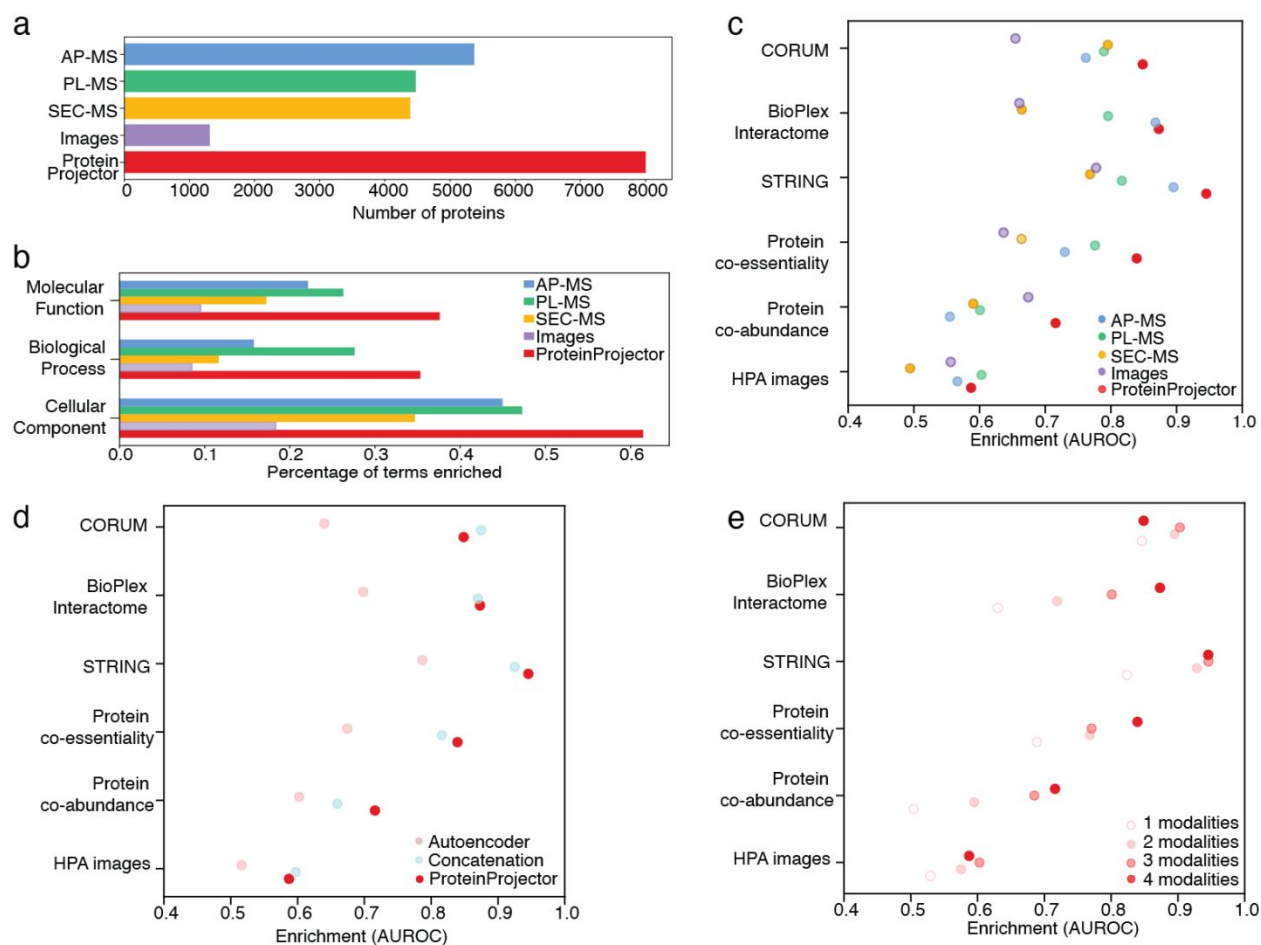 a
AP-MS
PL-MS
SEC-MS
Images
Protein
Projector
0 1000 2000 3000 4000 5000 6000 7000 8000
Number of proteins
b
Molecular
Function
Biological
Process
Cellular
Component
AP-MS
PL-MS
SEC-MS
Images
ProteinProjector
0.0 0.1 0.2 0.3 0.4 0.5 0.6
Percentage of terms enriched
c
CORUM
BioPlex
Interactome
STRING
Protein
co-essentiality
Protein
co-abundance
HPA images
AP-MS
PL-MS
SEC-MS
Images
ProteinProjector
0.4 0.5 0.6 0.7 0.8 0.9 1.0
Enrichment (AUROC)
d
CORUM
BioPlex
Interactome
STRING
Protein
co-essentiality
Protein
co-abundance
HPA images
Autoencoder
Concatenation
ProteinProjector
0.4 0.5 0.6 0.7 0.8 0.9 1.0
Enrichment (AUROC)
e
CORUM
BioPlex
Interactome
STRING
Protein
co-essentiality
Protein
co-abundance
HPA images
1 modalities
2 modalities
3 modalities
4 modalities
0.4 0.5 0.6 0.7 0.8 0.9 1.0
Enrichment (AUROC)